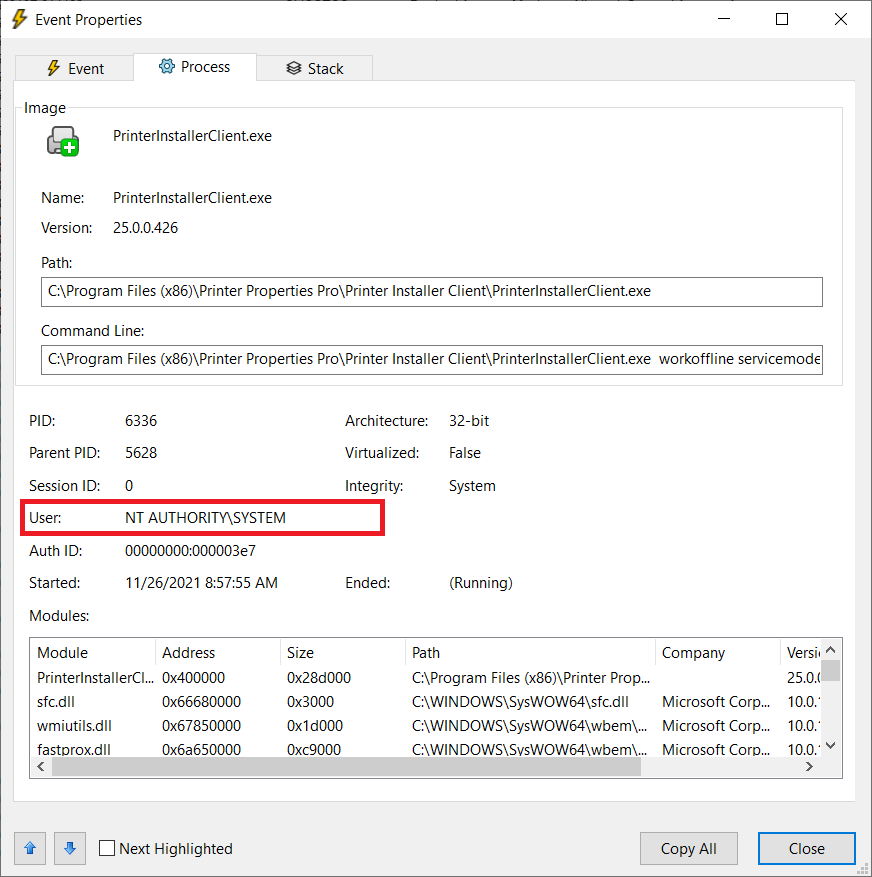 Event Properties
Event Process Stack
Image
PrinterInstallerClient.exe
Name: PrinterInstallerClient.exe
Version: 25.0.0.426
Path:
C:\Program Files (x86)\Printer Properties Pro\Printer Installer Client\PrinterInstallerClient.exe
Command Line:
C:\Program Files (x86)\Printer Properties Pro\Printer Installer Client\PrinterInstallerClient.exe  workoffline servicemode
PID: 6336 Architecture: 32-bit
Parent PID: 5628 Virtualized: False
Session ID: 0 Integrity: System
User: NT AUTHORITY\SYSTEM
Auth ID: 00000000:000003e7
Started: 11/26/2021 8:57:55 AM Ended: (Running)
Modules:
Module Address Size Path Company Versi
PrinterInstallerCl... 0x400000 0x28d000 C:\Program Files (x86)\Printer Prop... 25.0.0
sfc.dll 0x66680000 0x3000 C:\WINDOWS\SysWOW64\sfc.dll Microsoft Corp... 10.0.1
wmiutils.dll 0x67850000 0x1d000 C:\WINDOWS\SysWOW64\wbem\... Microsoft Corp... 10.0.1
fastprox.dll 0x6a650000 0xc9000 C:\WINDOWS\SysWOW64\wbem\... Microsoft Corp... 10.0.1
Next Highlighted Copy All Close